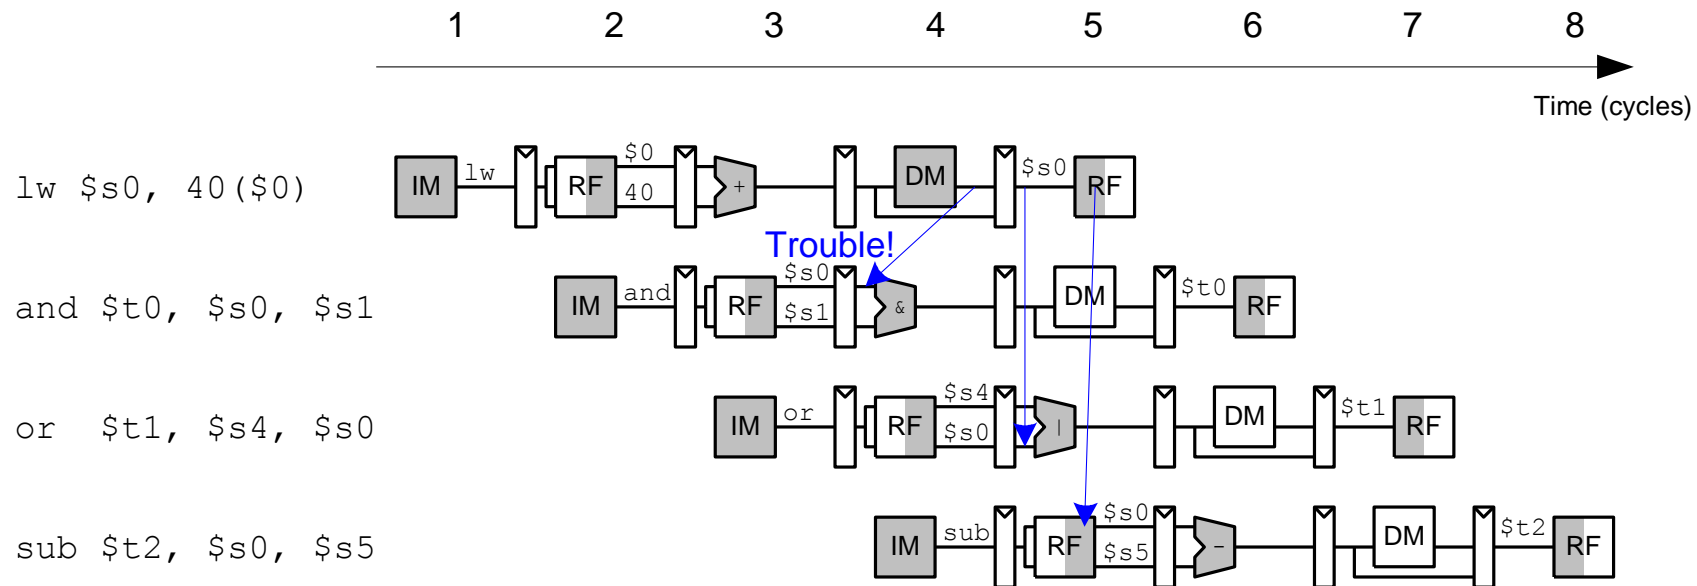 1 2 3 4 5 6 7 8
Time (cycles)
lw $s0, 40($0) IM lw RF $0 40 + DM $s0 RF
Trouble!
and $t0, $s0, $s1 IM and RF $s0 $s1 & DM $t0 RF
or $t1, $s4, $s0 IM or RF $s4 $s0 | DM $t1 RF
sub $t2, $s0, $s5 IM sub RF $s0 $s5 - DM $t2 RF